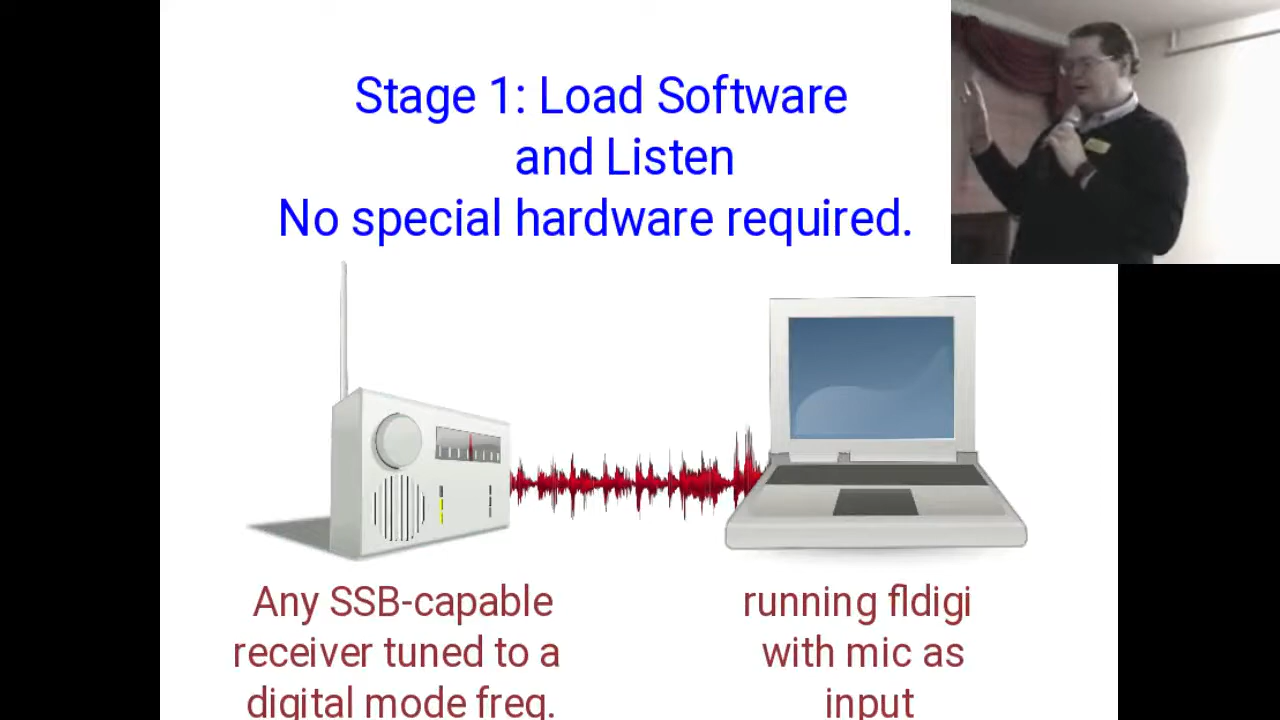 Stage 1: Load Software
and Listen
No special hardware required.
Any SSB-capable
receiver tuned to a
digital mode freq.
running fldigi
with mic as
input